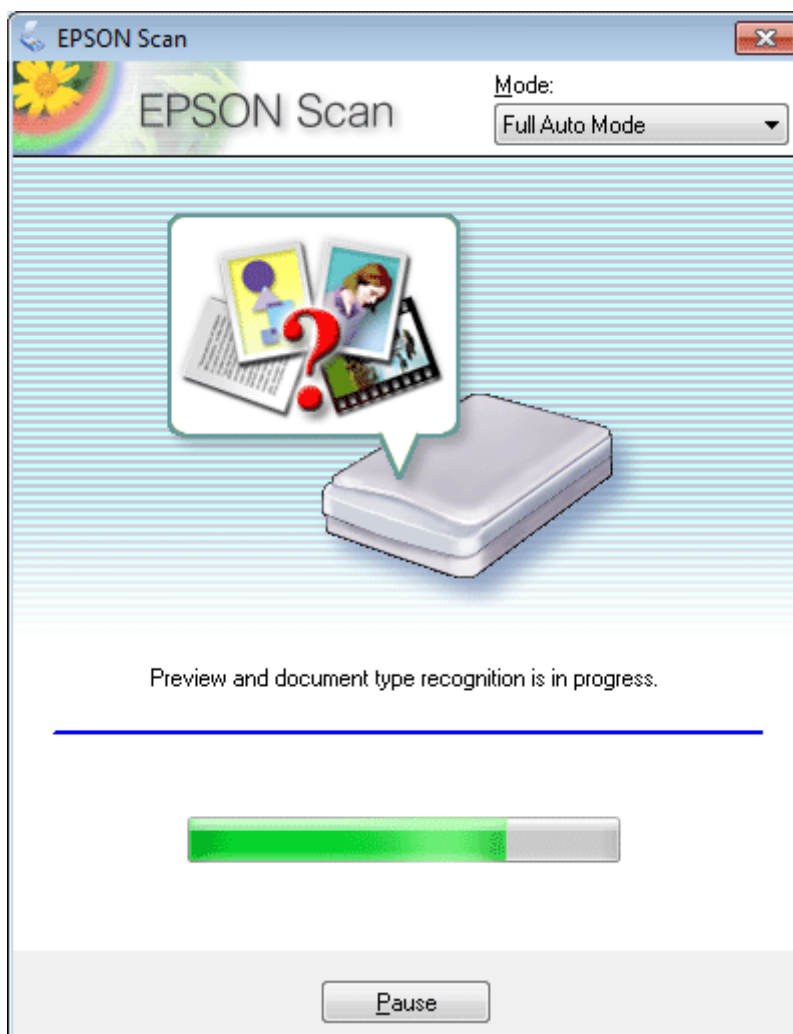 EPSON Scan
EPSON Scan
Mode:
Full Auto Mode
Preview and document type recognition is in progress.
Pause